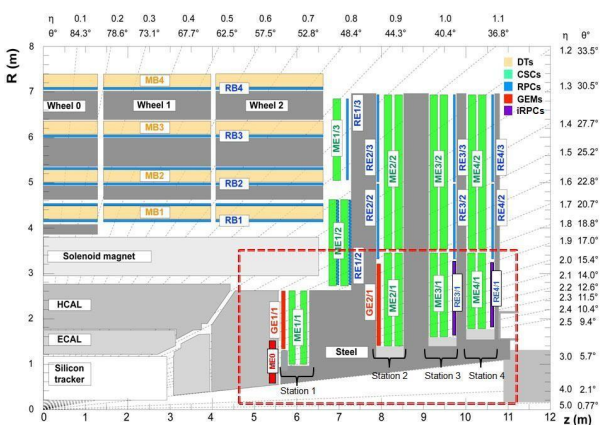 η 0.1 0.2 0.3 0.4 0.5 0.6 0.7 0.8 0.9 1.0 1.1
θ° 84.3° 78.6° 73.1° 67.7° 62.5° 57.5° 52.8° 48.4° 44.3° 40.4° 36.8° η θ°
R (m)
8
7
6
5
4
3
2
1
0
1.2 33.5°
1.3 30.5°
1.4 27.7°
1.5 25.2°
1.6 22.8°
1.7 20.7°
1.8 18.8°
1.9 17.0°
2.0 15.4°
2.1 14.0°
2.2 12.6°
2.3 11.5°
2.4 10.4°
2.5 9.4°
3.0 5.7°
4.0 2.1°
5.0 0.77°
DTs
CSCs
RPCs
GEMs
iRPCs
MB4
RB4
Wheel 0 Wheel 1 Wheel 2
MB3
RB3
MB2
RB2
MB1
RB1
Solenoid magnet
HCAL
ECAL
Silicon
tracker
Steel
ME1/3
RE1/3
ME1/2
RE1/2
RE2/3
RE2/2
ME2/2
ME3/2
RE3/3
RE3/2
ME4/2
RE4/3
RE4/2
GE1/1
ME0
ME1/1
GE2/1
ME2/1
ME3/1
RE3/1
ME4/1
RE4/1
Station 1
Station 2
Station 3
Station 4
0 1 2 3 4 5 6 7 8 9 10 11 12
z (m)